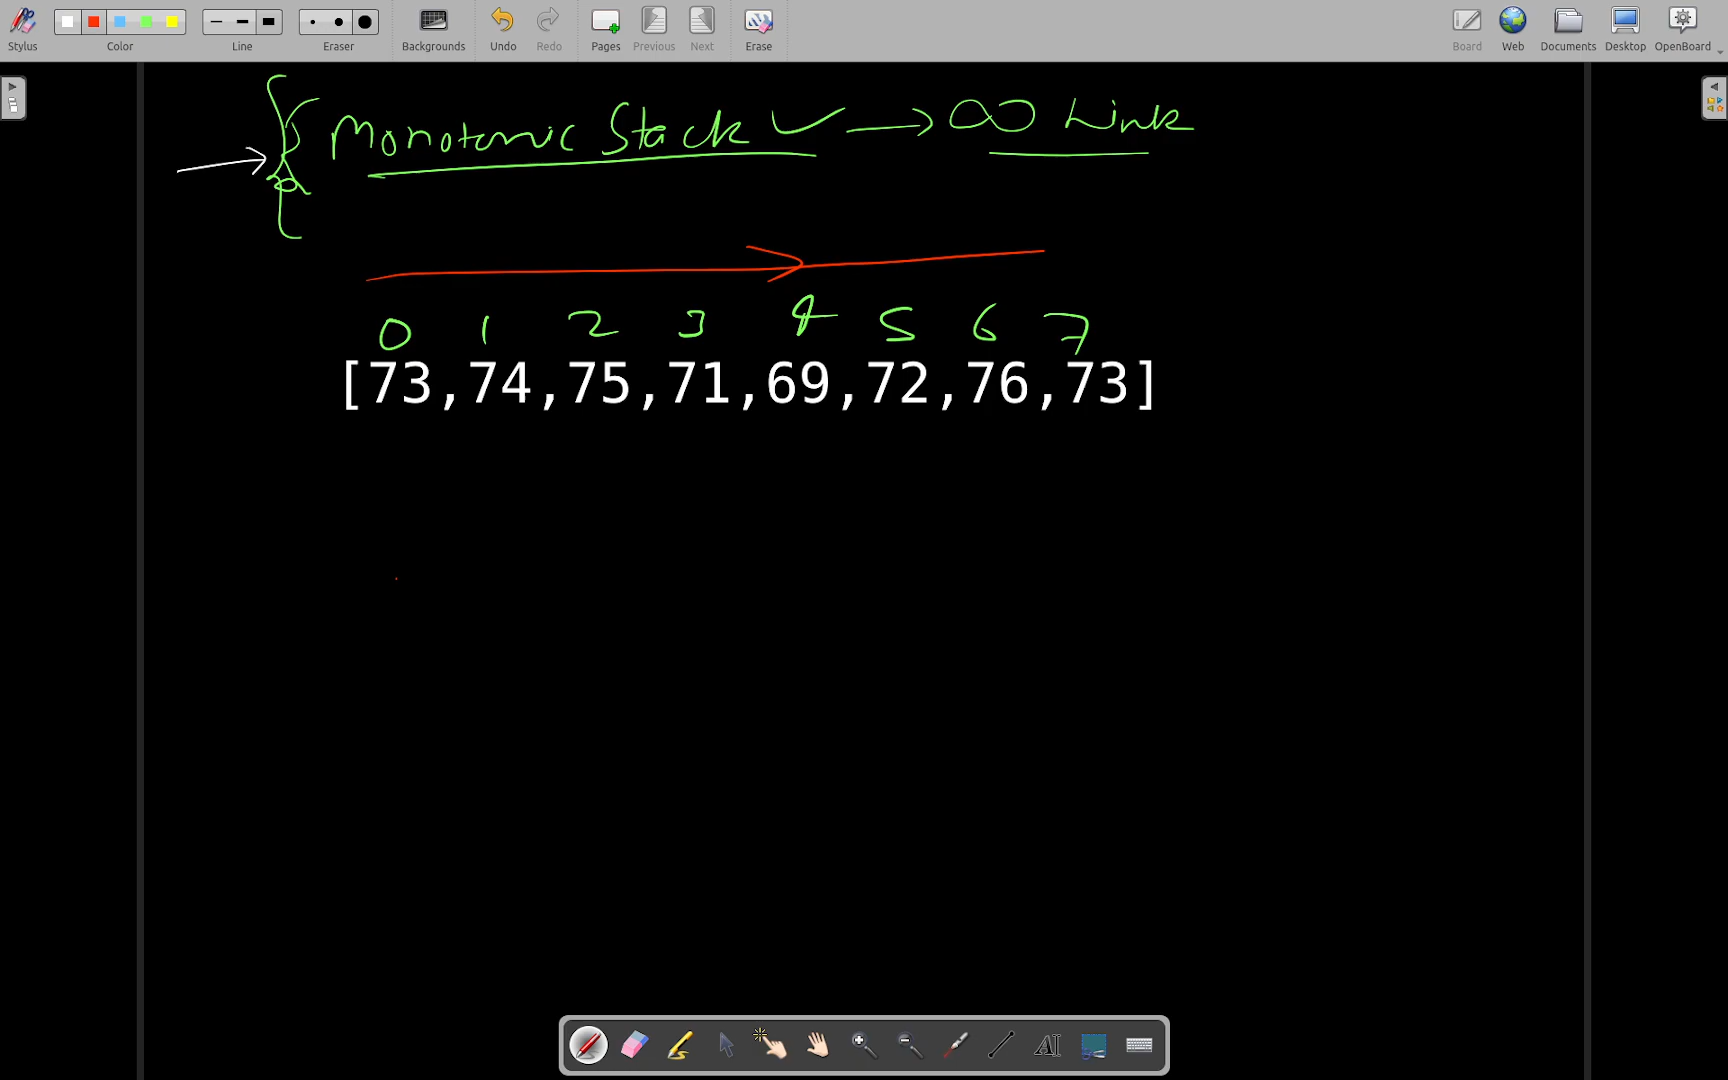 Stylus Color Line Eraser Backgrounds Undo Redo Pages Previous Next Erase Board Web Documents Desktop OpenBoard
Monotonic Stack Link
0 1 2 3 4 5 6 7
[73,74,75,71,69,72,76,73]
AI